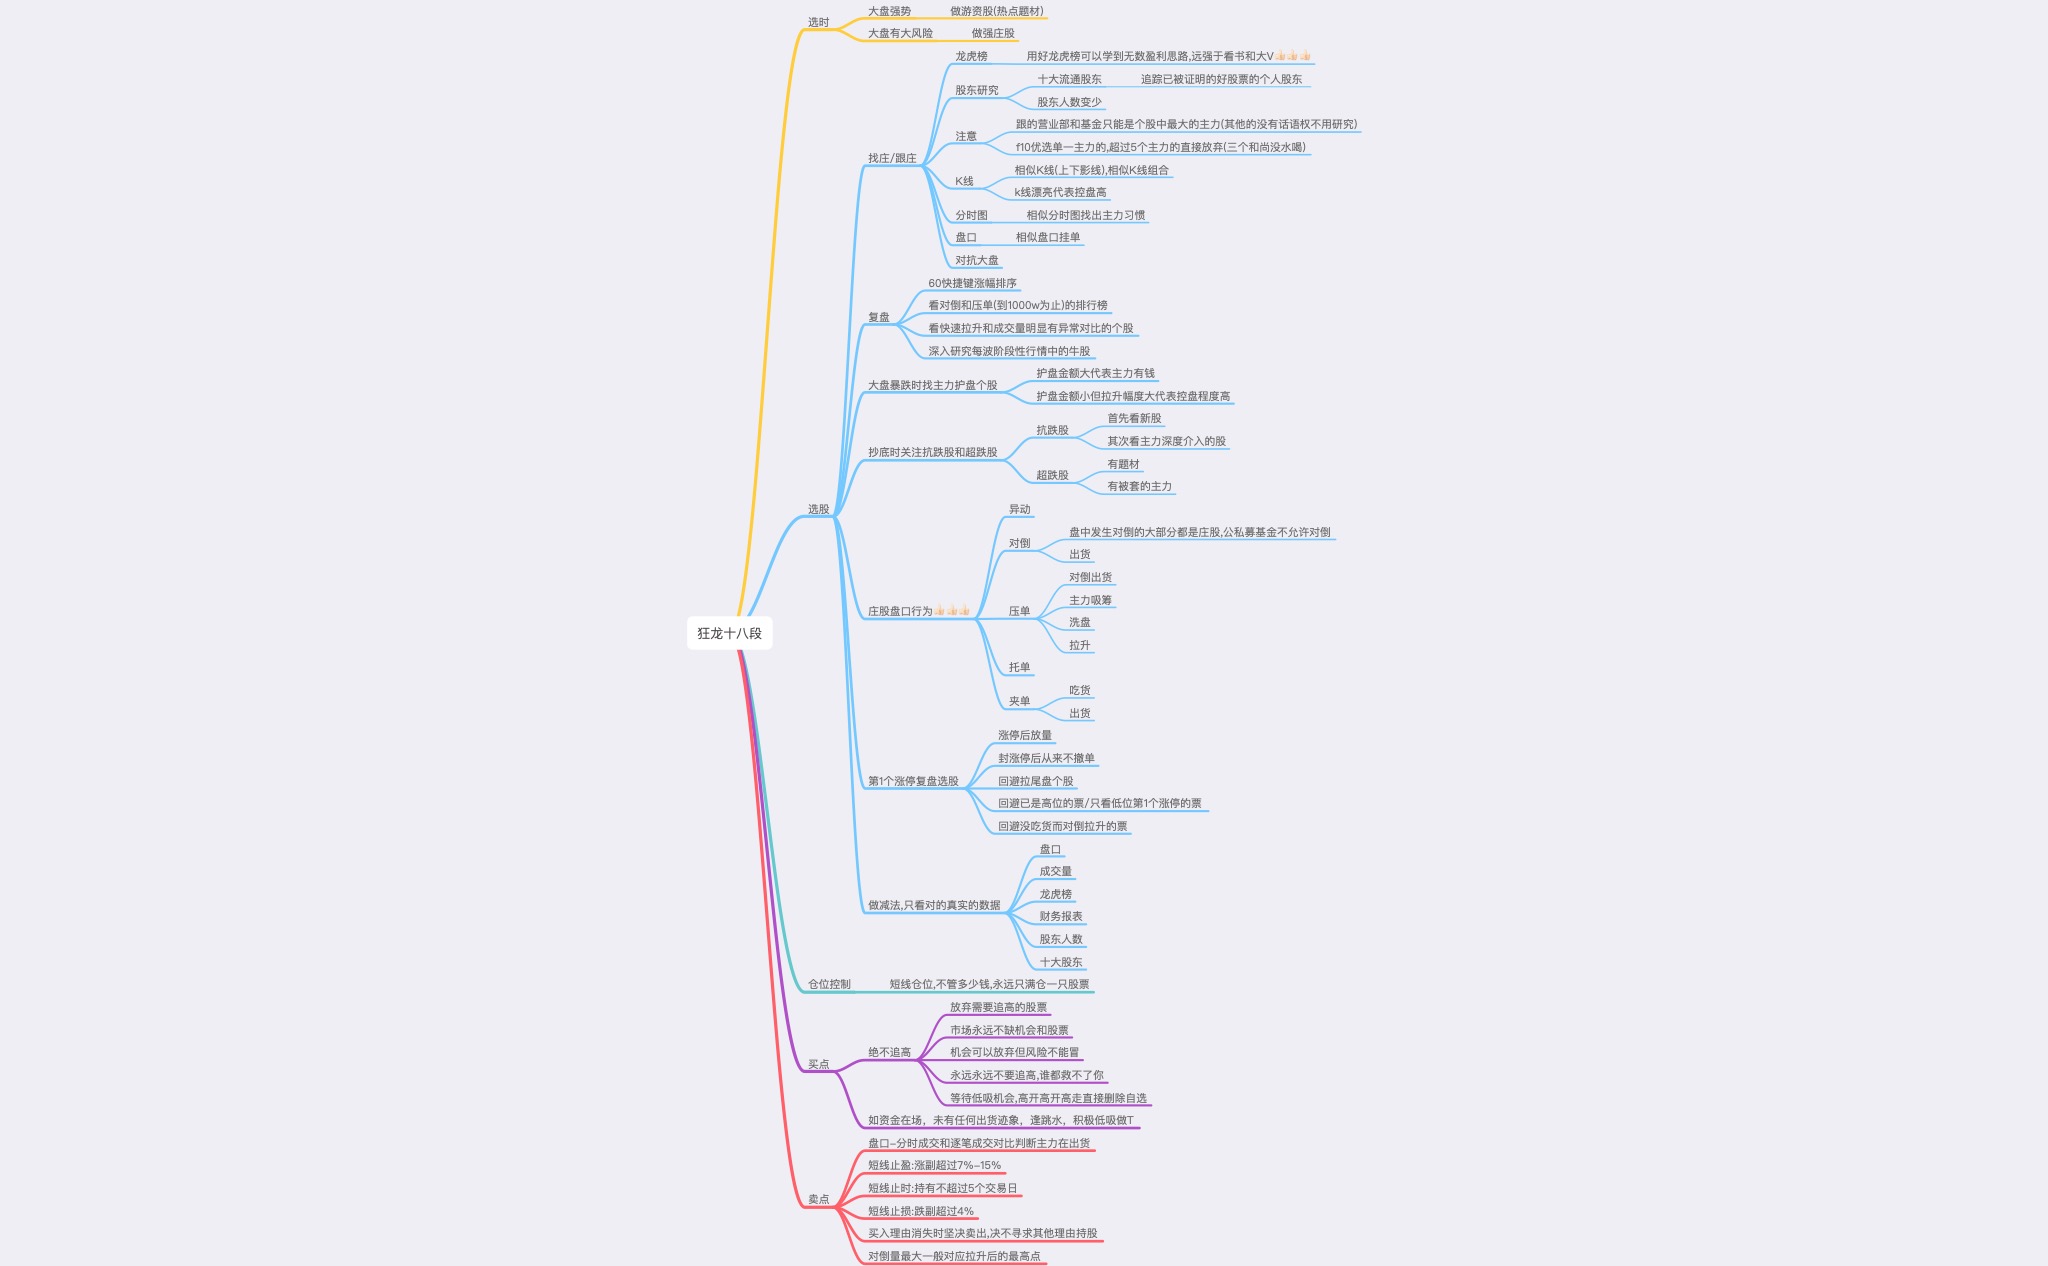 选时
大盘强势
做游资股(热点题材)
大盘有大风险
做强庄股
龙虎榜
用好龙虎榜可以学到无数盈利思路,远强于看书和大V👍🏻👍🏻👍🏻
股东研究
十大流通股东
追踪已被证明的好股票的个人股东
股东人数变少
注意
跟的营业部和基金只能是个股中最大的主力(其他的没有话语权不用研究)
f10优选单一主力的,超过5个主力的直接放弃(三个和尚没水喝)
找庄/跟庄
K线
相似K线(上下影线),相似K线组合
k线漂亮代表控盘高
分时图
相似分时图找出主力习惯
盘口
相似盘口挂单
对抗大盘
复盘
60快捷键涨幅排序
看对倒和压单(到1000w为止)的排行榜
看快速拉升和成交量明显有异常对比的个股
深入研究每波阶段性行情中的牛股
大盘暴跌时找主力护盘个股
护盘金额大代表主力有钱
护盘金额小但拉升幅度大代表控盘程度高
抄底时关注抗跌股和超跌股
抗跌股
首先看新股
其次看主力深度介入的股
超跌股
有题材
有被套的主力
选股
庄股盘口行为👍🏻👍🏻👍🏻
异动
对倒
盘中发生对倒的大部分都是庄股,公私募基金不允许对倒
出货
压单
对倒出货
主力吸筹
洗盘
拉升
托单
夹单
吃货
出货
狂龙十八段
第1个涨停复盘选股
涨停后放量
封涨停后从来不撤单
回避拉尾盘个股
回避已是高位的票/只看低位第1个涨停的票
回避没吃货而对倒拉升的票
做减法,只看对的真实的数据
盘口
成交量
龙虎榜
财务报表
股东人数
十大股东
仓位控制
短线仓位,不管多少钱,永远只满仓一只股票
买点
绝不追高
放弃需要追高的股票
市场永远不缺机会和股票
机会可以放弃但风险不能冒
永远永远不要追高,谁都救不了你
等待低吸机会,高开高开高走直接删除自选
如资金在场，未有任何出货迹象，逢跳水，积极低吸做T
卖点
盘口-分时成交和逐笔成交对比判断主力在出货
短线止盈:涨副超过7%-15%
短线止时:持有不超过5个交易日
短线止损:跌副超过4%
买入理由消失时坚决卖出,决不寻求其他理由持股
对倒量最大一般对应拉升后的最高点